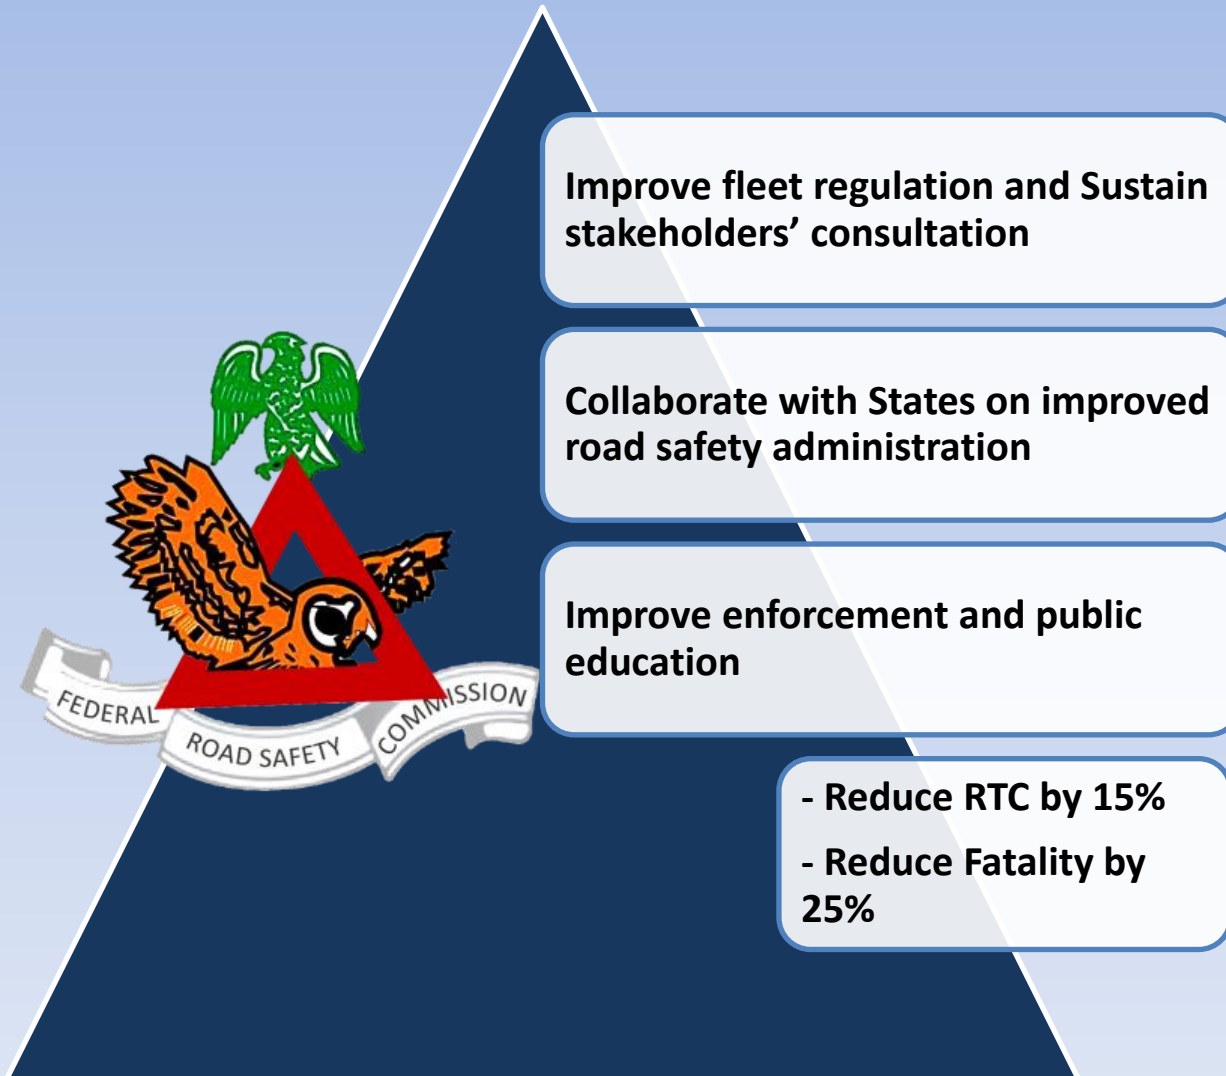 Improve fleet regulation and Sustain
stakeholders’ consultation
Collaborate with States on improved
road safety administration
Improve enforcement and public
education
FEDERAL
ROAD SAFETY
COMMISSION
- Reduce RTC by 15%
- Reduce Fatality by
25%